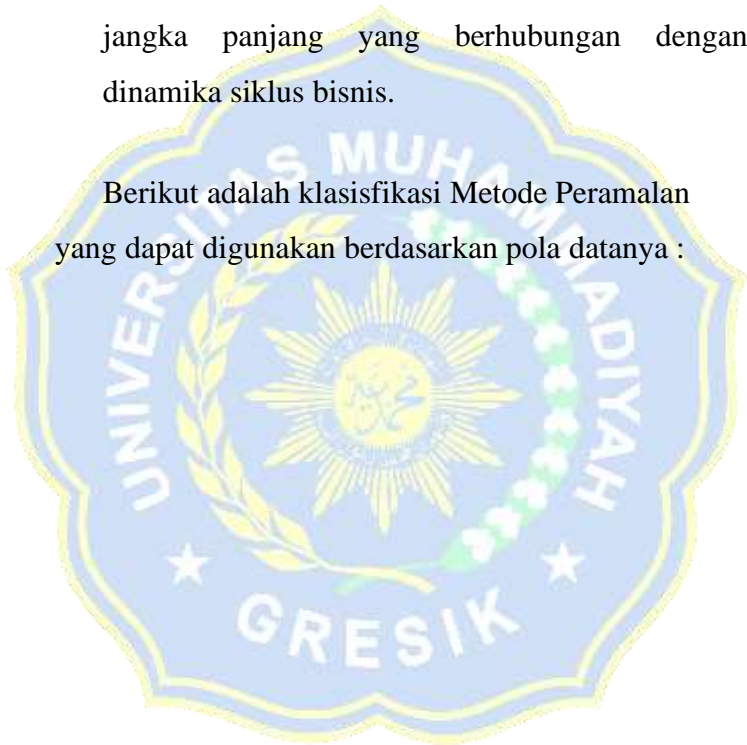 jangka panjang yang berhubungan dengan
dinamika siklus bisnis.
Berikut adalah klasisfikasi Metode Peramalan
yang dapat digunakan berdasarkan pola datanya :
UNIVERSITAS MUHAMMADIYAH
GRESIK